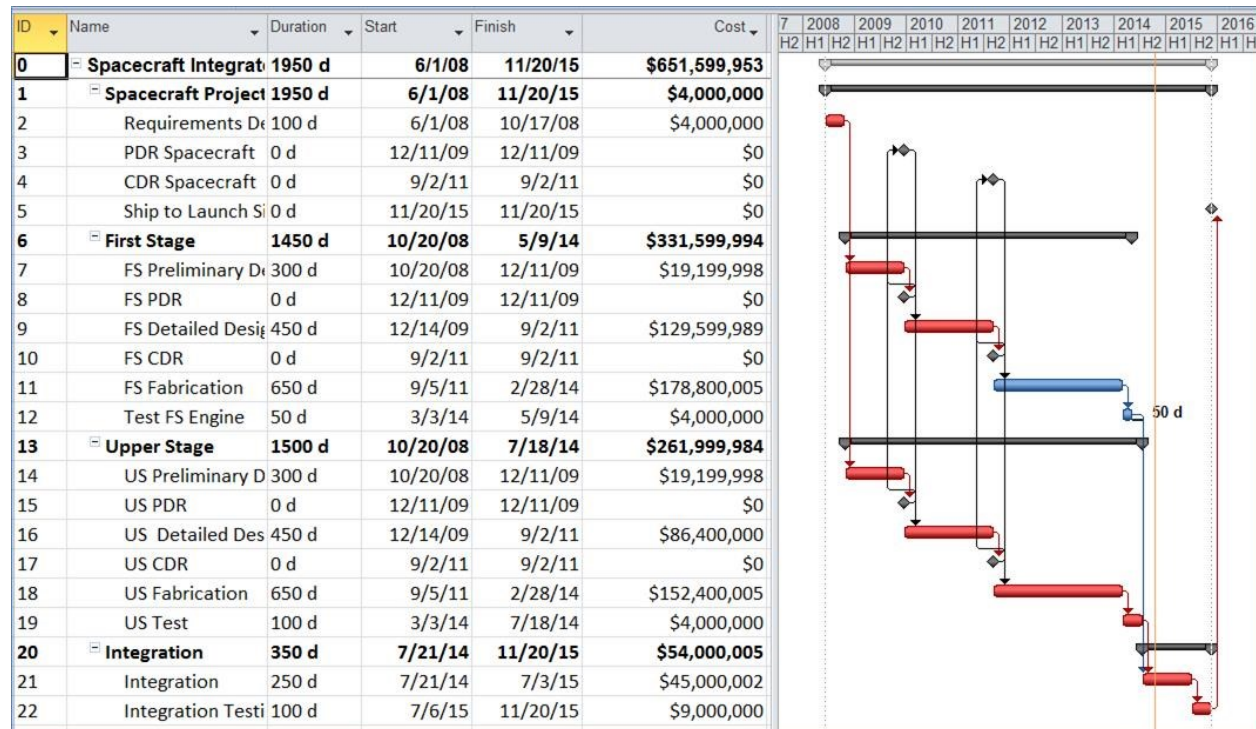 ID Name Duration Start Finish Cost
7 2008 2009 2010 2011 2012 2013 2014 2015 2016
H2 H1 H2 H1 H2 H1 H2 H1 H2 H1 H2 H1 H2 H1 H2 H1 H2 H1 H
0 Spacecraft Integrat 1950 d 6/1/08 11/20/15 $651,599,953
1 Spacecraft Project 1950 d 6/1/08 11/20/15 $4,000,000
2 Requirements De 100 d 6/1/08 10/17/08 $4,000,000
3 PDR Spacecraft 0 d 12/11/09 12/11/09 $0
4 CDR Spacecraft 0 d 9/2/11 9/2/11 $0
5 Ship to Launch Si 0 d 11/20/15 11/20/15 $0
6 First Stage 1450 d 10/20/08 5/9/14 $331,599,994
7 FS Preliminary De 300 d 10/20/08 12/11/09 $19,199,998
8 FS PDR 0 d 12/11/09 12/11/09 $0
9 FS Detailed Desig 450 d 12/14/09 9/2/11 $129,599,989
10 FS CDR 0 d 9/2/11 9/2/11 $0
11 FS Fabrication 650 d 9/5/11 2/28/14 $178,800,005
12 Test FS Engine 50 d 3/3/14 5/9/14 $4,000,000 50 d
13 Upper Stage 1500 d 10/20/08 7/18/14 $261,999,984
14 US Preliminary D 300 d 10/20/08 12/11/09 $19,199,998
15 US PDR 0 d 12/11/09 12/11/09 $0
16 US Detailed Des 450 d 12/14/09 9/2/11 $86,400,000
17 US CDR 0 d 9/2/11 9/2/11 $0
18 US Fabrication 650 d 9/5/11 2/28/14 $152,400,005
19 US Test 100 d 3/3/14 7/18/14 $4,000,000
20 Integration 350 d 7/21/14 11/20/15 $54,000,005
21 Integration 250 d 7/21/14 7/3/15 $45,000,002
22 Integration Testi 100 d 7/6/15 11/20/15 $9,000,000